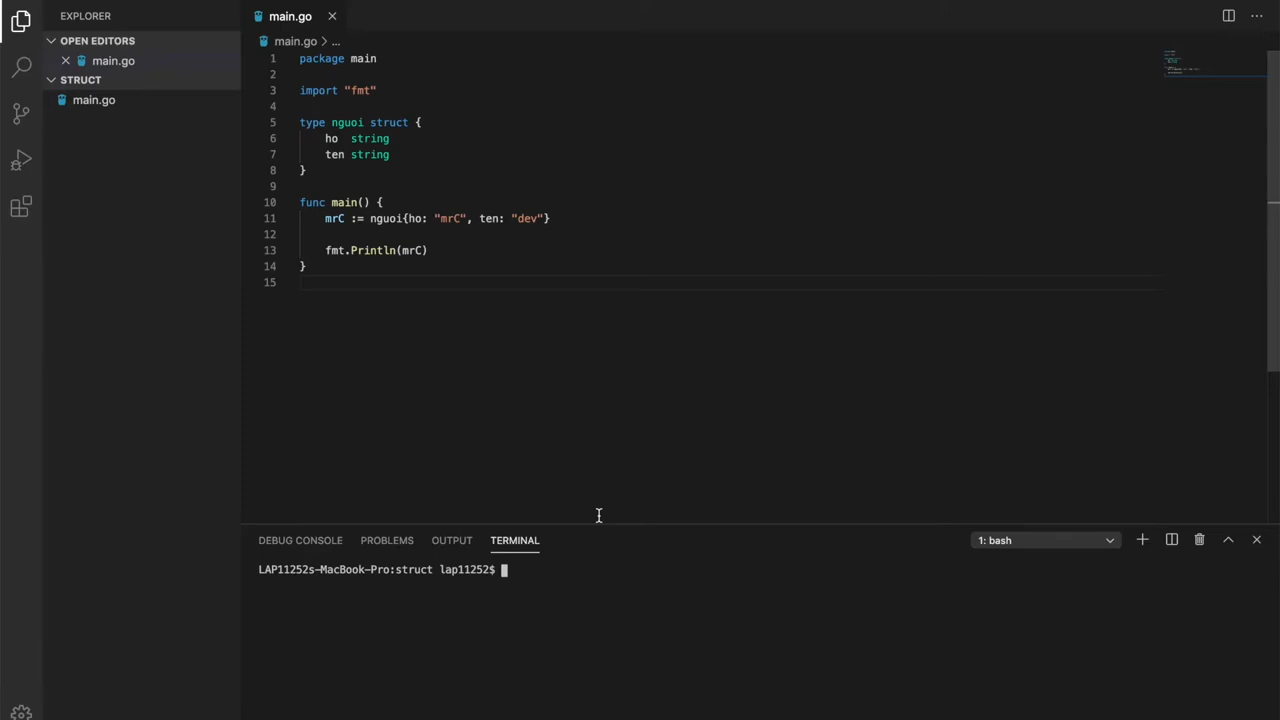 EXPLORER
OPEN EDITORS
main.go
STRUCT
main.go
main.go
main.go > ...
1 package main
2
3 import "fmt"
4
5 type nguoi struct {
6 ho  string
7 ten string
8 }
9
10 func main() {
11 mrC := nguoi{ho: "mrC", ten: "dev"}
12
13 fmt.Println(mrC)
14 }
15
DEBUG CONSOLE PROBLEMS OUTPUT TERMINAL 1: bash
LAP11252s-MacBook-Pro:struct lap11252$